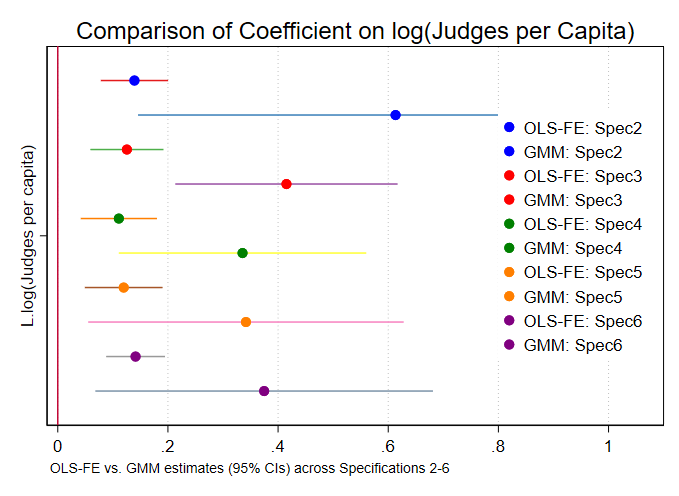 Comparison of Coefficient on log(Judges per Capita)
L.log(Judges per capita)
OLS-FE: Spec2
GMM: Spec2
OLS-FE: Spec3
GMM: Spec3
OLS-FE: Spec4
GMM: Spec4
OLS-FE: Spec5
GMM: Spec5
OLS-FE: Spec6
GMM: Spec6
0 .2 .4 .6 .8 1
OLS-FE vs. GMM estimates (95% CIs) across Specifications 2-6